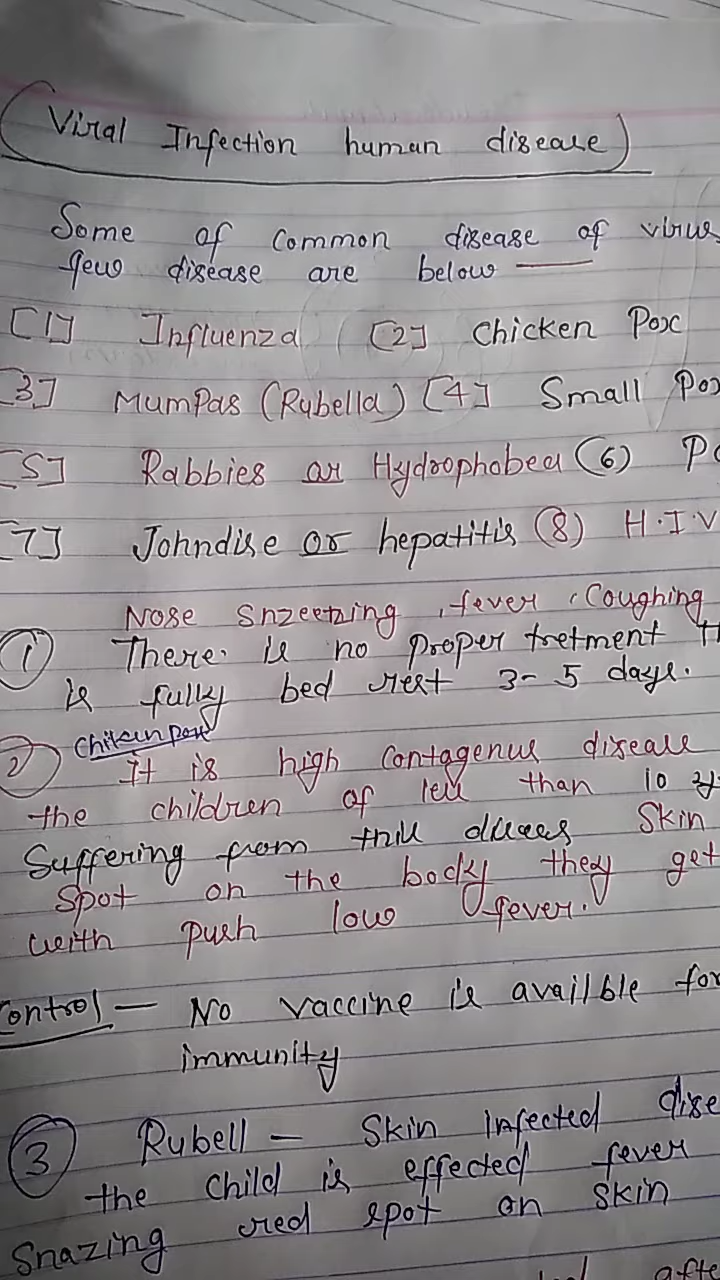 (Viral Infection human disease)
Some of common disease of virus
few disease are below —
[1] Influenza [2] Chicken Pox
[3] Mumpas (Rubella) [4] Small Pox
[5] Rabbies or Hydrophobea (6)
[7] Johndise or hepatitis (8) H.I.V
Nose Snzeetzing, fever, Coughing
① There is no proper tretment
is fully bed rest 3-5 days.
② Chikenpox
It is high contagenus disease
the children of less than 10
Suffering from this diseaes Skin
Spot on the body they get
with push low fever.
Control — No vaccine is availble for
immunity
③ Rubell — Skin infected dise
the child is effected fever
Snazing red spot on skin